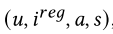 (u, i^{reg}, a, s),